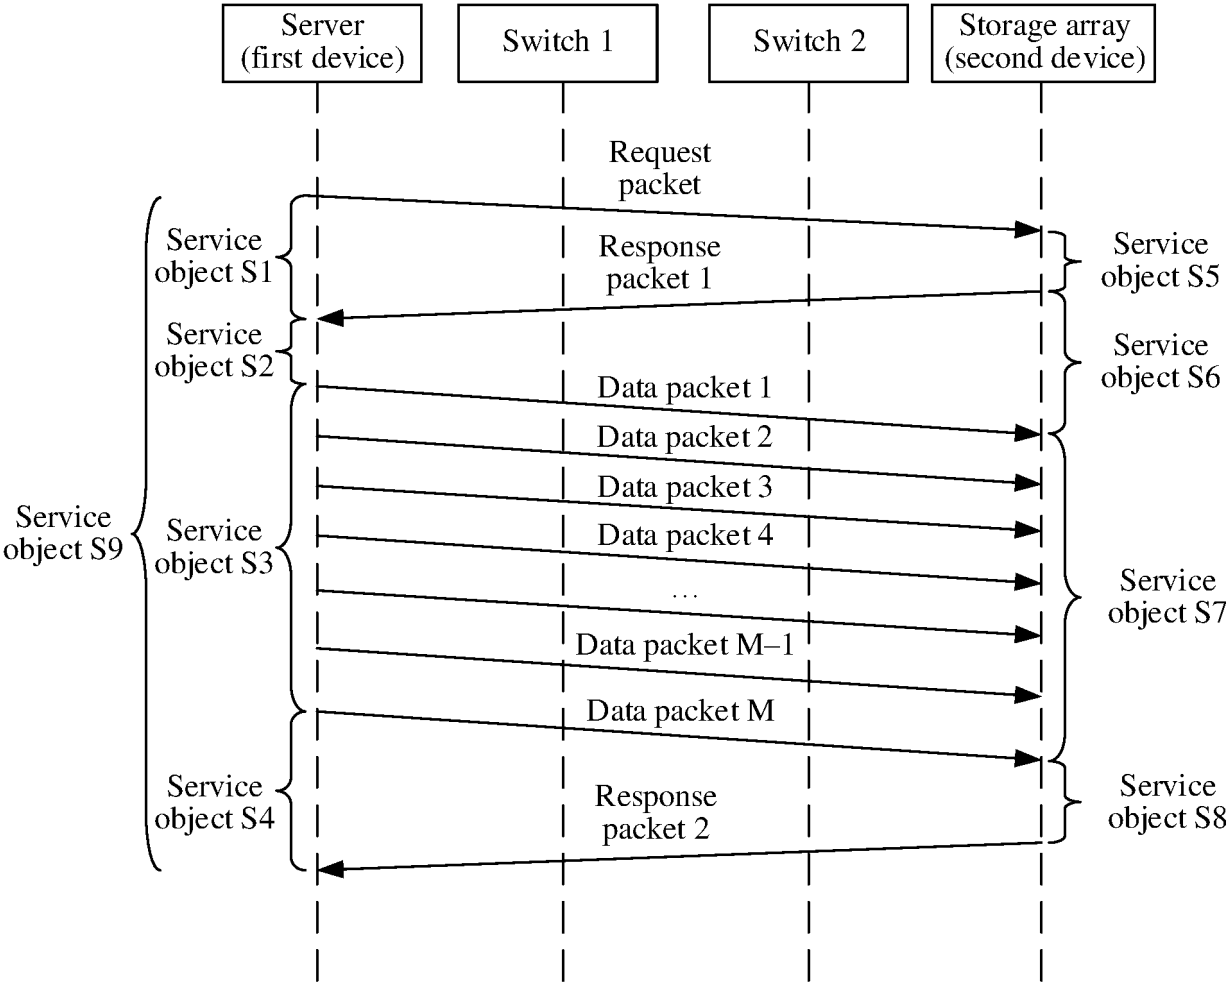 Server
(first device)
Switch 1
Switch 2
Storage array
(second device)
Request
packet
Service
object S1
Response
packet 1
Service
object S5
Service
object S2
Service
object S6
Data packet 1
Data packet 2
Data packet 3
Service
object S9
Service
object S3
Data packet 4
...
Service
object S7
Data packet M–1
Data packet M
Service
object S4
Response
packet 2
Service
object S8